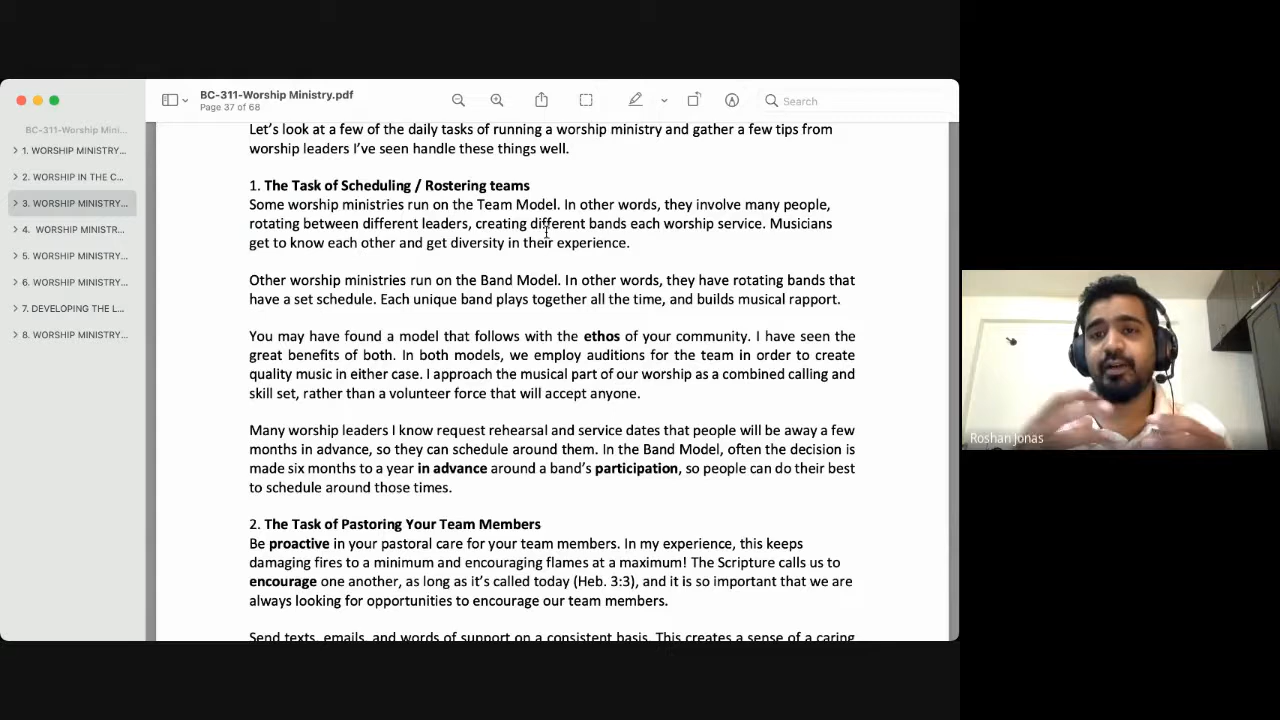 BC-311-Worship Ministry.pdf
Page 37 of 68
Search
BC-311-Worship Mini...
1. WORSHIP MINISTRY...
2. WORSHIP IN THE C...
3. WORSHIP MINISTRY...
4. WORSHIP MINISTR...
5. WORSHIP MINISTRY...
6. WORSHIP MINISTRY...
7. DEVELOPING THE L...
8. WORSHIP MINISTRY...
Let's look at a few of the daily tasks of running a worship ministry and gather a few tips from
worship leaders I've seen handle these things well.
1. The Task of Scheduling / Rostering teams
Some worship ministries run on the Team Model. In other words, they involve many people,
rotating between different leaders, creating different bands each worship service. Musicians
get to know each other and get diversity in their experience.
Other worship ministries run on the Band Model. In other words, they have rotating bands that
have a set schedule. Each unique band plays together all the time, and builds musical rapport.
You may have found a model that follows with the ethos of your community. I have seen the
great benefits of both. In both models, we employ auditions for the team in order to create
quality music in either case. I approach the musical part of our worship as a combined calling and
skill set, rather than a volunteer force that will accept anyone.
Many worship leaders I know request rehearsal and service dates that people will be away a few
months in advance, so they can schedule around them. In the Band Model, often the decision is
made six months to a year in advance around a band's participation, so people can do their best
to schedule around those times.
2. The Task of Pastoring Your Team Members
Be proactive in your pastoral care for your team members. In my experience, this keeps
damaging fires to a minimum and encouraging flames at a maximum! The Scripture calls us to
encourage one another, as long as it's called today (Heb. 3:3), and it is so important that we are
always looking for opportunities to encourage our team members.
Send texts, emails, and words of support on a consistent basis. This creates a sense of a caring
Roshan Jonas